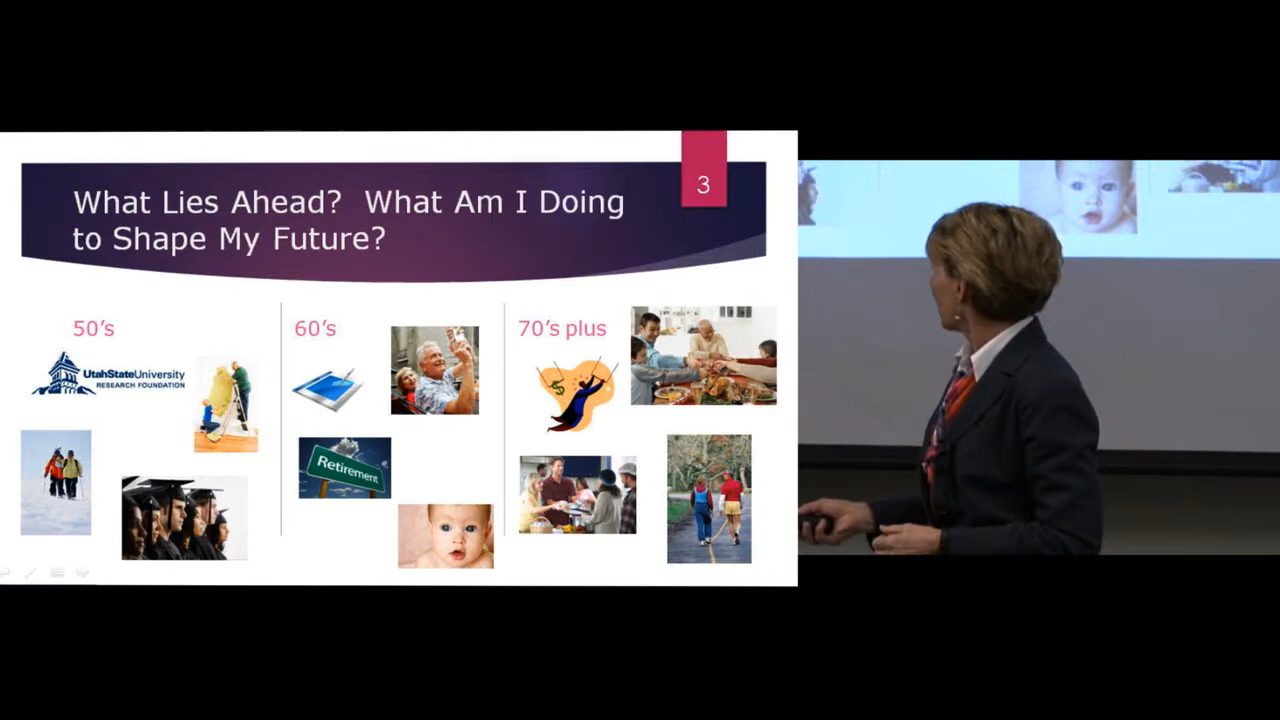 3
What Lies Ahead?  What Am I Doing
to Shape My Future?
50's
60's
70's plus
UtahStateUniversity
RESEARCH FOUNDATION
Retirement
$